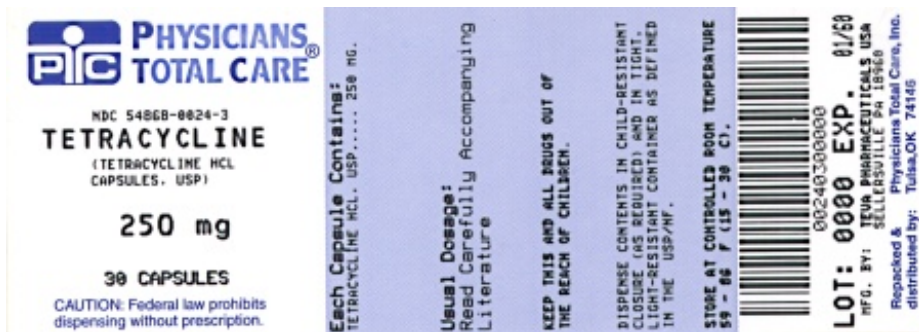 PTC
PHYSICIANS
TOTAL CARE®
NDC 54868-0024-3
TETRACYCLINE
(TETRACYCLINE HCL
CAPSULES, USP)
250 mg
30 CAPSULES
CAUTION: Federal law prohibits
dispensing without prescription.
Each Capsule Contains:
TETRACYCLINE HCL. USP..... 250 MG.
Usual Dosage:
Read Carefully Accompanying
Literature
KEEP THIS AND ALL DRUGS OUT OF
THE REACH OF CHILDREN.
DISPENSE CONTENTS IN CHILD-RESISTANT
CLOSURE (AS REQUIRED) AND IN TIGHT,
LIGHT-RESISTANT CONTAINER AS DEFINED
IN THE USP/NF.
STORE AT CONTROLLED ROOM TEMPERATURE
59 - 86 F (15 - 30 C).
00240300000
LOT: 0000 EXP. 01/60
MFG. BY: TEVA PHARMACEUTICALS USA
SELLERSVILLE PA 18960
Repacked & Physicians Total Care, Inc.
distributed by: Tulsa,OK 74146